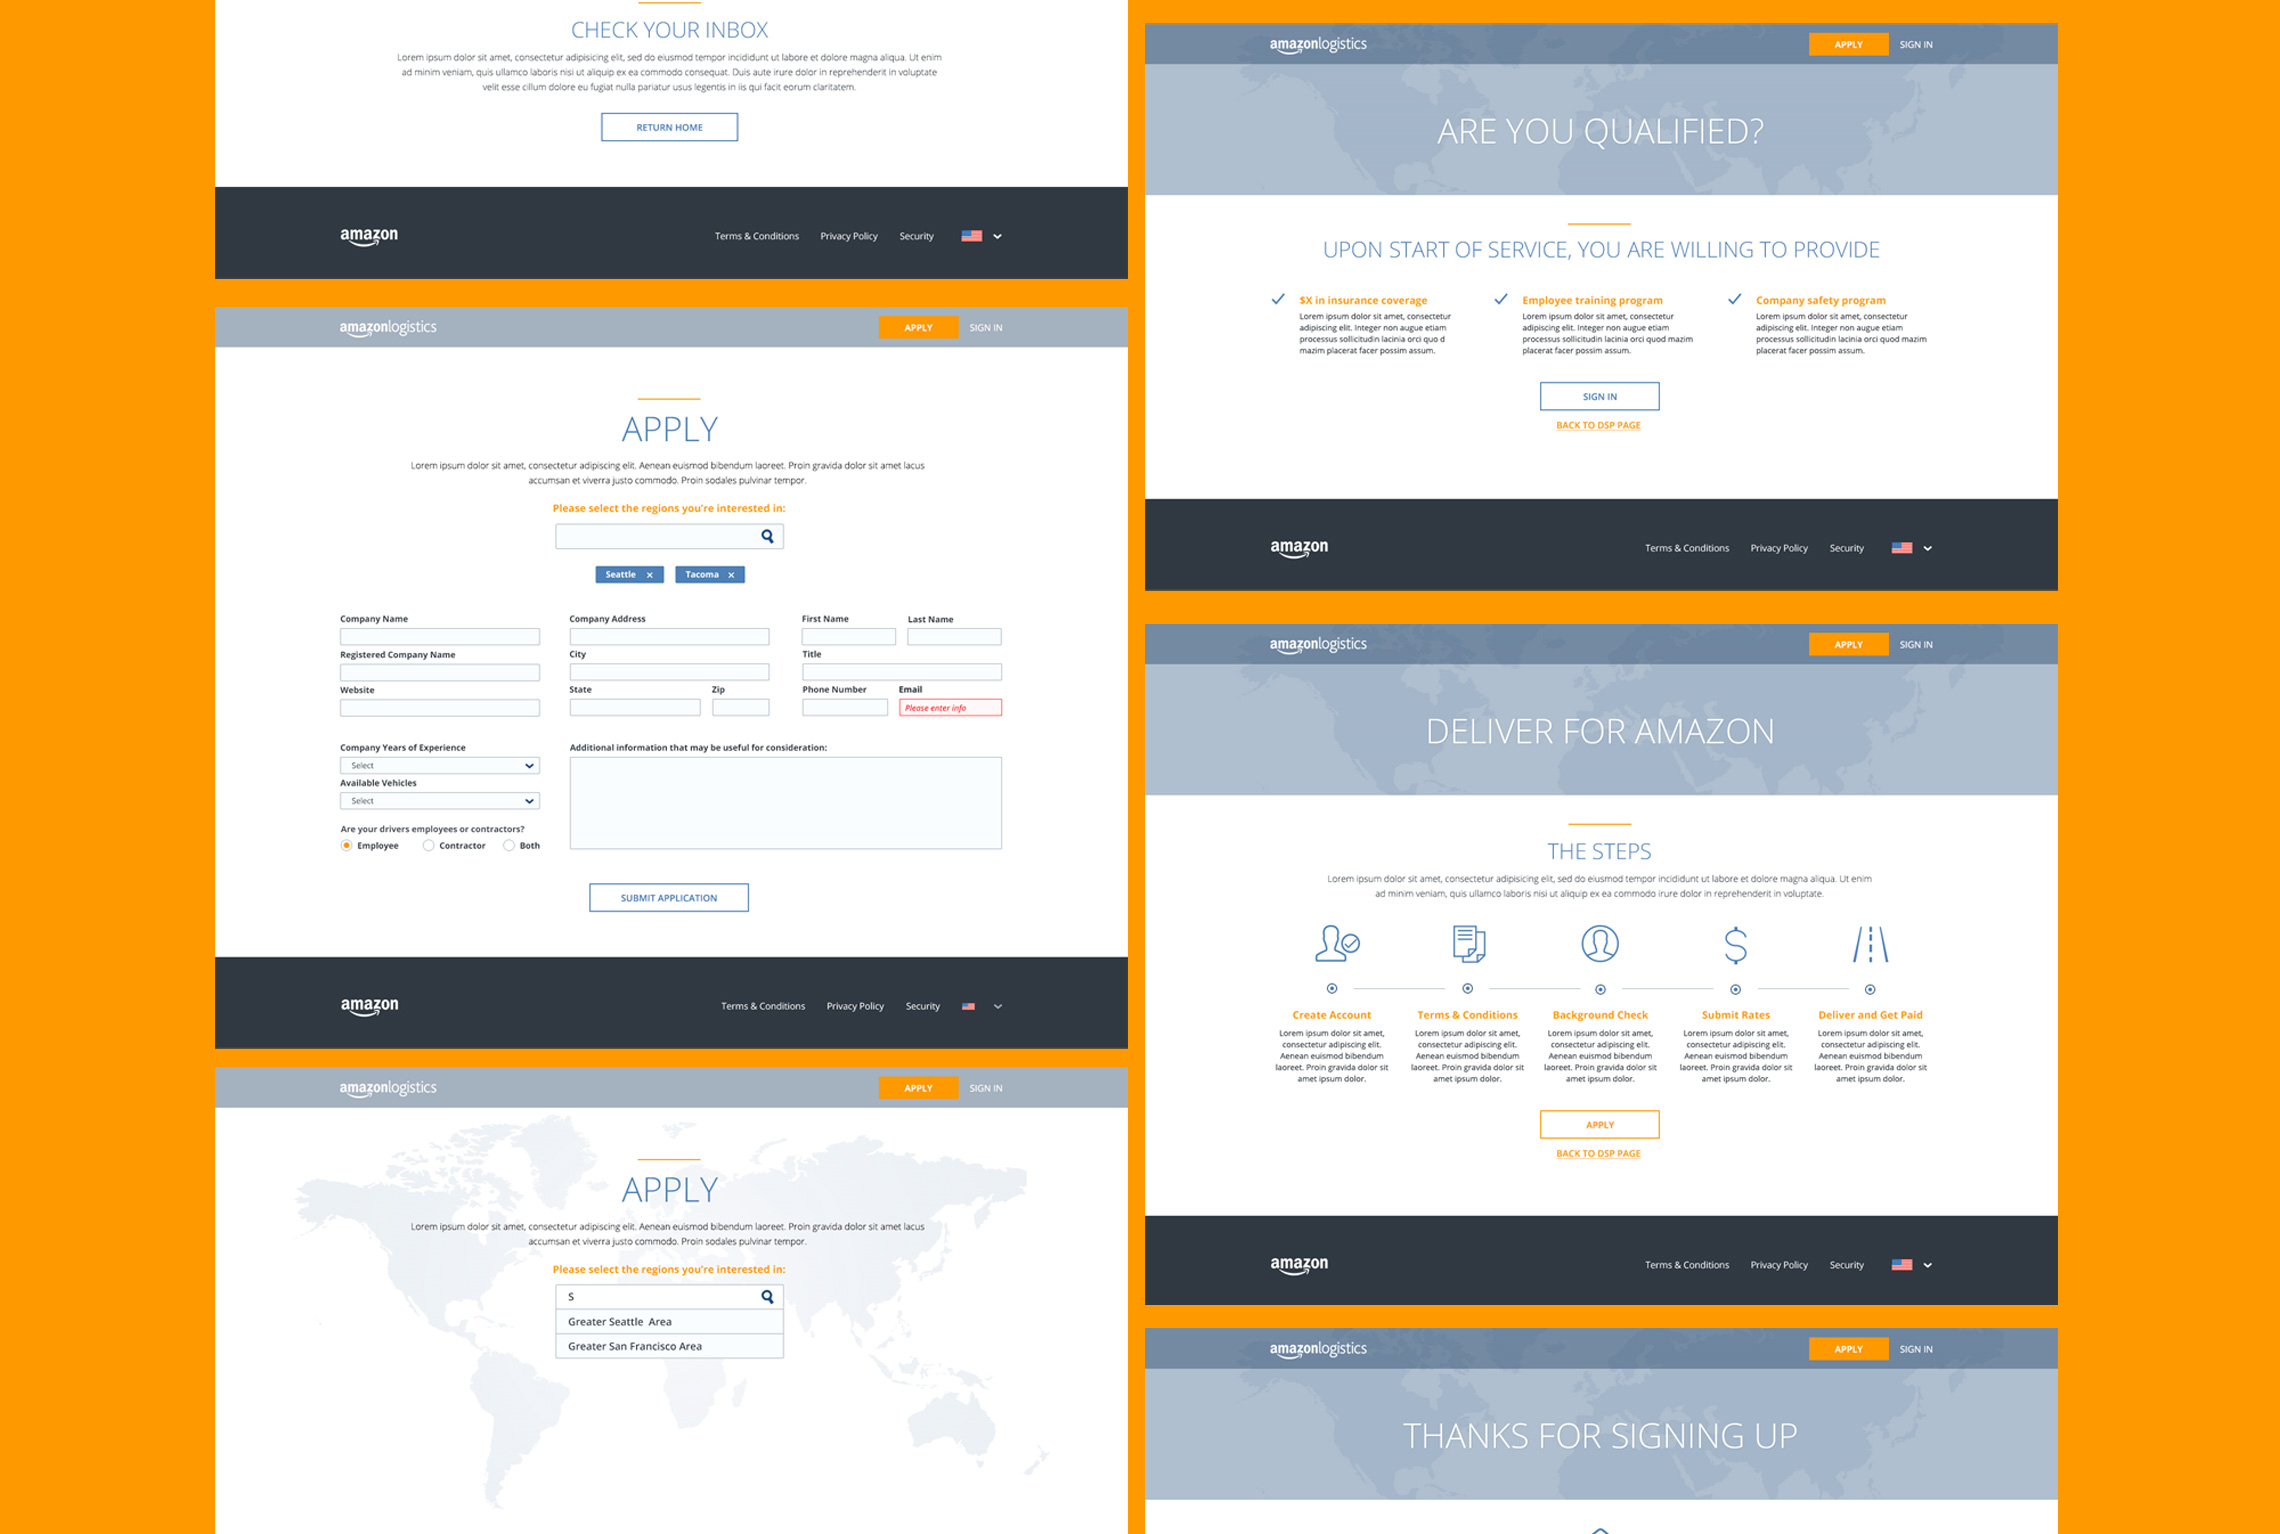 CHECK YOUR INBOX
Lorem ipsum dolor sit amet, consectetur adipisicing elit, sed do eiusmod tempor incididunt ut labore et dolore magna aliqua. Ut enim
ad minim veniam, quis ullamco laboris nisi ut aliquip ex ea commodo consequat. Duis aute irure dolor in reprehenderit in voluptate
velit esse cillum dolore eu fugiat nulla pariatur usus legentis in iis qui facit eorum claritatem.
RETURN HOME
amazon
Terms & Conditions Privacy Policy Security
amazonlogistics
APPLY SIGN IN
APPLY
Lorem ipsum dolor sit amet, consectetur adipiscing elit. Aenean euismod bibendum laoreet. Proin gravida dolor sit amet lacus
accumsan et viverra justo commodo. Proin sodales pulvinar tempor.
Please select the regions you're interested in:
Seattle x Tacoma x
Company Name Company Address First Name Last Name
Registered Company Name City Title
Website State Zip Phone Number Email
Please enter info
Company Years of Experience Additional information that may be useful for consideration:
Select
Available Vehicles
Select
Are your drivers employees or contractors?
Employee Contractor Both
SUBMIT APPLICATION
amazon
Terms & Conditions Privacy Policy Security
amazonlogistics
APPLY SIGN IN
APPLY
Lorem ipsum dolor sit amet, consectetur adipiscing elit. Aenean euismod bibendum laoreet. Proin gravida dolor sit amet lacus
accumsan et viverra justo commodo. Proin sodales pulvinar tempor.
Please select the regions you're interested in:
S
Greater Seattle Area
Greater San Francisco Area
amazonlogistics
APPLY SIGN IN
ARE YOU QUALIFIED?
UPON START OF SERVICE, YOU ARE WILLING TO PROVIDE
$X in insurance coverage
Lorem ipsum dolor sit amet, consectetur
adipiscing elit. Integer non augue etiam
processus sollicitudin lacinia orci quo d
mazim placerat facer possim assum.
Employee training program
Lorem ipsum dolor sit amet, consectetur
adipiscing elit. Integer non augue etiam
processus sollicitudin lacinia orci quod mazim
placerat facer possim assum.
Company safety program
Lorem ipsum dolor sit amet, consectetur
adipiscing elit. Integer non augue etiam
processus sollicitudin lacinia orci quod mazim
placerat facer possim assum.
SIGN IN
BACK TO DSP PAGE
amazon
Terms & Conditions Privacy Policy Security
amazonlogistics
APPLY SIGN IN
DELIVER FOR AMAZON
THE STEPS
Lorem ipsum dolor sit amet, consectetur adipisicing elit, sed do eiusmod tempor incididunt ut labore et dolore magna aliqua. Ut enim
ad minim veniam, quis ullamco laboris nisi ut aliquip ex ea commodo irure dolor in reprehenderit in voluptate.
Create Account
Lorem ipsum dolor sit amet,
consectetur adipiscing elit.
Aenean euismod bibendum
laoreet. Proin gravida dolor sit
amet ipsum dolor.
Terms & Conditions
Lorem ipsum dolor sit amet,
consectetur adipiscing elit.
Aenean euismod bibendum
laoreet. Proin gravida dolor sit
amet ipsum dolor.
Background Check
Lorem ipsum dolor sit amet,
consectetur adipiscing elit.
Aenean euismod bibendum
laoreet. Proin gravida dolor sit
amet ipsum dolor.
Submit Rates
Lorem ipsum dolor sit amet,
consectetur adipiscing elit.
Aenean euismod bibendum
laoreet. Proin gravida dolor sit
amet ipsum dolor.
Deliver and Get Paid
Lorem ipsum dolor sit amet,
consectetur adipiscing elit.
Aenean euismod bibendum
laoreet. Proin gravida dolor sit
amet ipsum dolor.
APPLY
BACK TO DSP PAGE
amazon
Terms & Conditions Privacy Policy Security
amazonlogistics
APPLY SIGN IN
THANKS FOR SIGNING UP